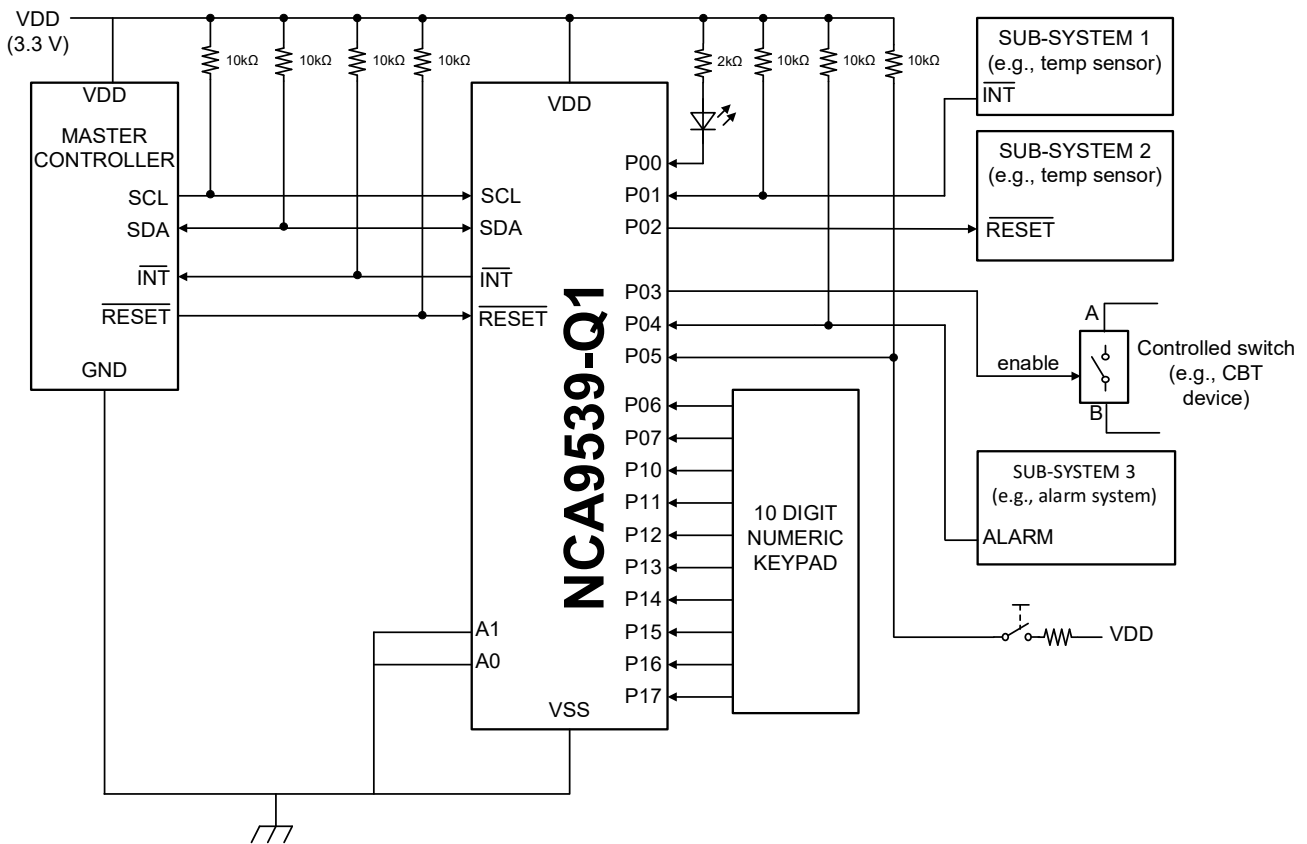 VDD
(3.3 V)
10kΩ
10kΩ
10kΩ
10kΩ
2kΩ
10kΩ
10kΩ
10kΩ
VDD
MASTER
CONTROLLER
SCL
SDA
INT
RESET
GND
VDD
SCL
SDA
INT
RESET
A1
A0
VSS
NCA9539-Q1
P00
P01
P02
P03
P04
P05
P06
P07
P10
P11
P12
P13
P14
P15
P16
P17
10 DIGIT
NUMERIC
KEYPAD
SUB-SYSTEM 1
(e.g., temp sensor)
INT
SUB-SYSTEM 2
(e.g., temp sensor)
RESET
A
enable
B
Controlled switch
(e.g., CBT
device)
SUB-SYSTEM 3
(e.g., alarm system)
ALARM
VDD